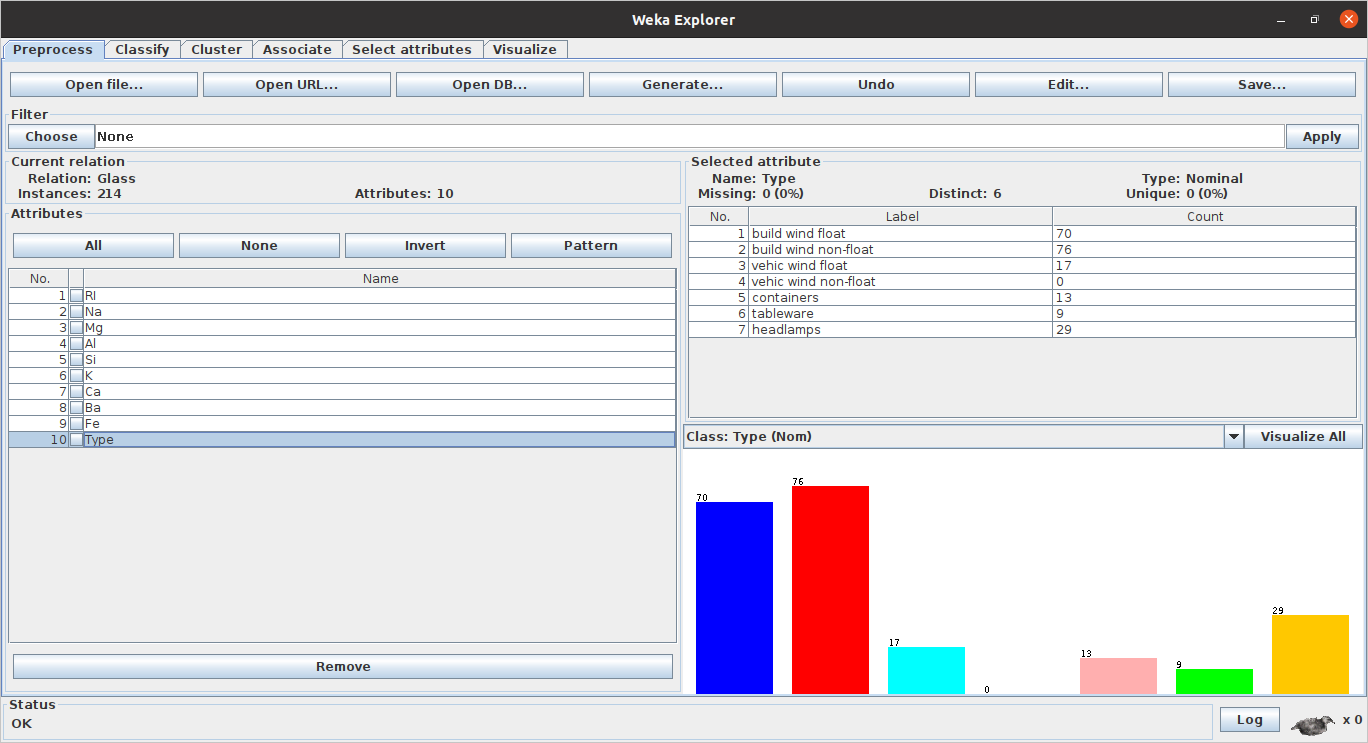 Weka Explorer
Preprocess Classify Cluster Associate Select attributes Visualize
Open file... Open URL... Open DB... Generate... Undo Edit... Save...
Filter
Choose None Apply
Current relation
Relation: Glass
Instances: 214 Attributes: 10
Attributes
All None Invert Pattern
No. Name
1 RI
2 Na
3 Mg
4 Al
5 Si
6 K
7 Ca
8 Ba
9 Fe
10 Type
Remove
Selected attribute
Name: Type Type: Nominal
Missing: 0 (0%) Distinct: 6 Unique: 0 (0%)
No. Label Count
1 build wind float 70
2 build wind non-float 76
3 vehic wind float 17
4 vehic wind non-float 0
5 containers 13
6 tableware 9
7 headlamps 29
Class: Type (Nom) Visualize All
70 76 17 0 13 9 29
Status
OK Log x 0